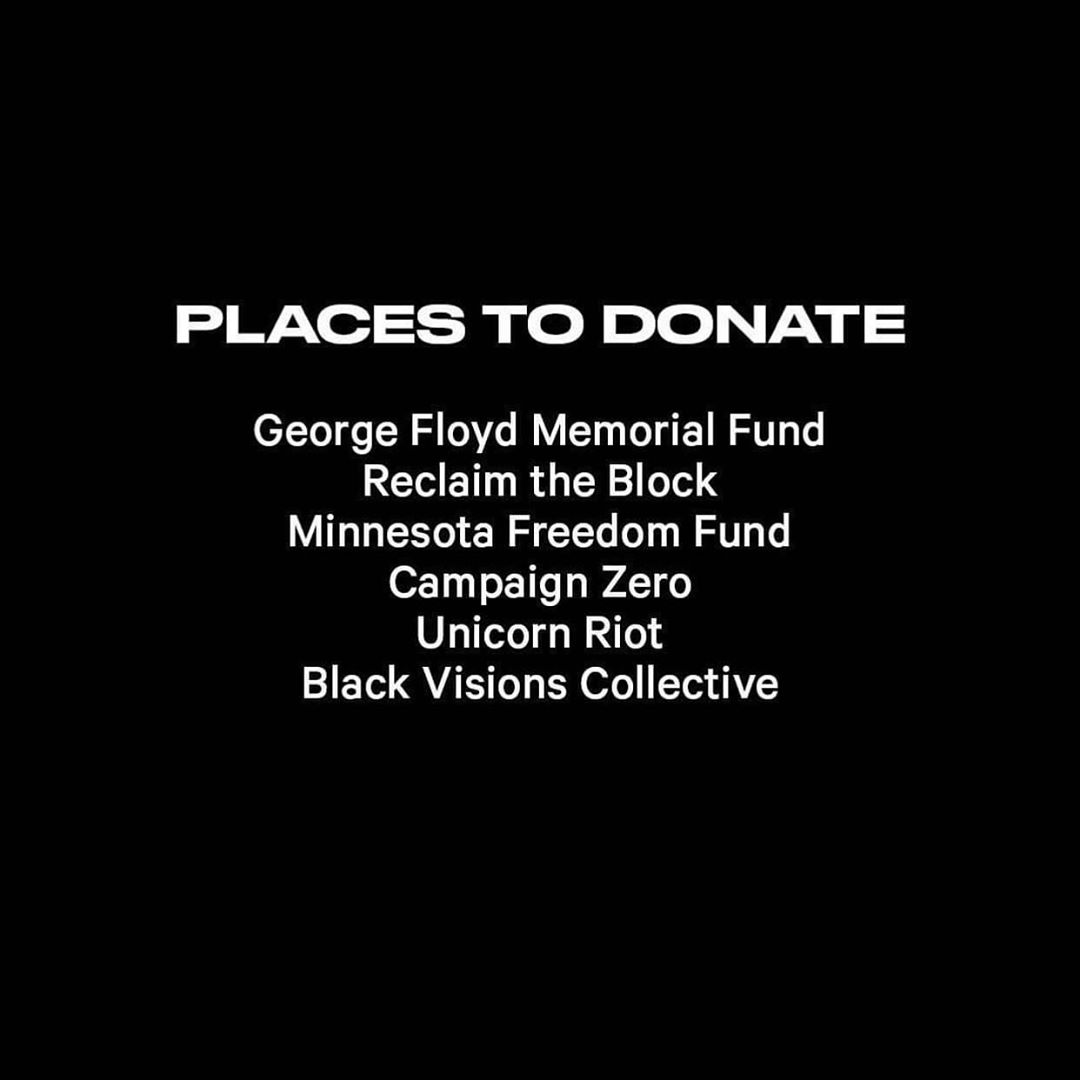 PLACES TO DONATE
George Floyd Memorial Fund
Reclaim the Block
Minnesota Freedom Fund
Campaign Zero
Unicorn Riot
Black Visions Collective